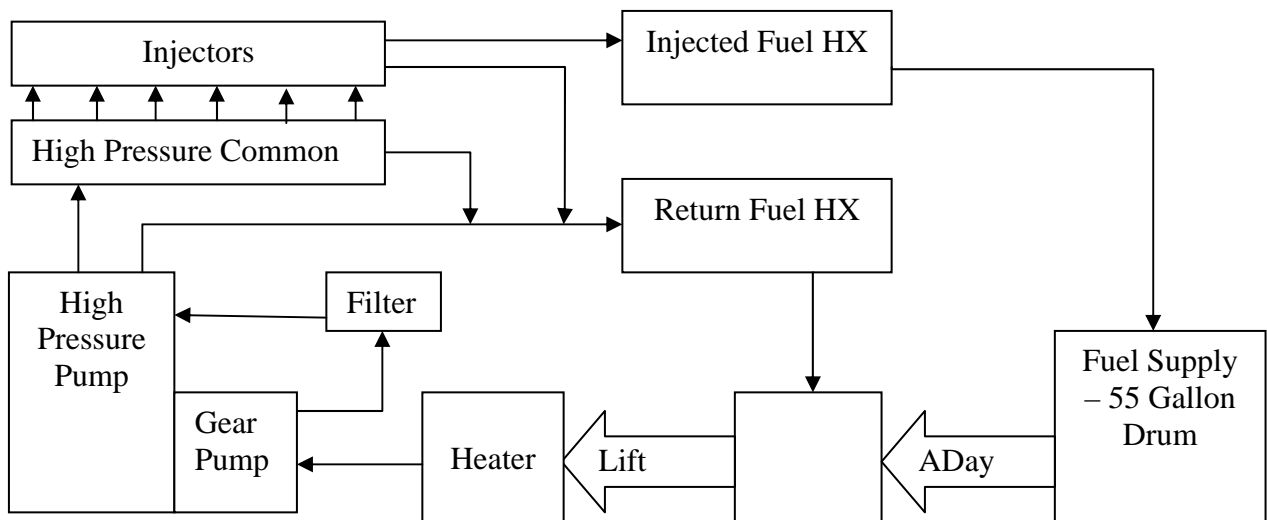 Injectors
Injected Fuel HX
High Pressure Common
Return Fuel HX
High
Pressure
Pump
Filter
Gear
Pump
Heater
Lift
ADay
Fuel Supply
– 55 Gallon
Drum